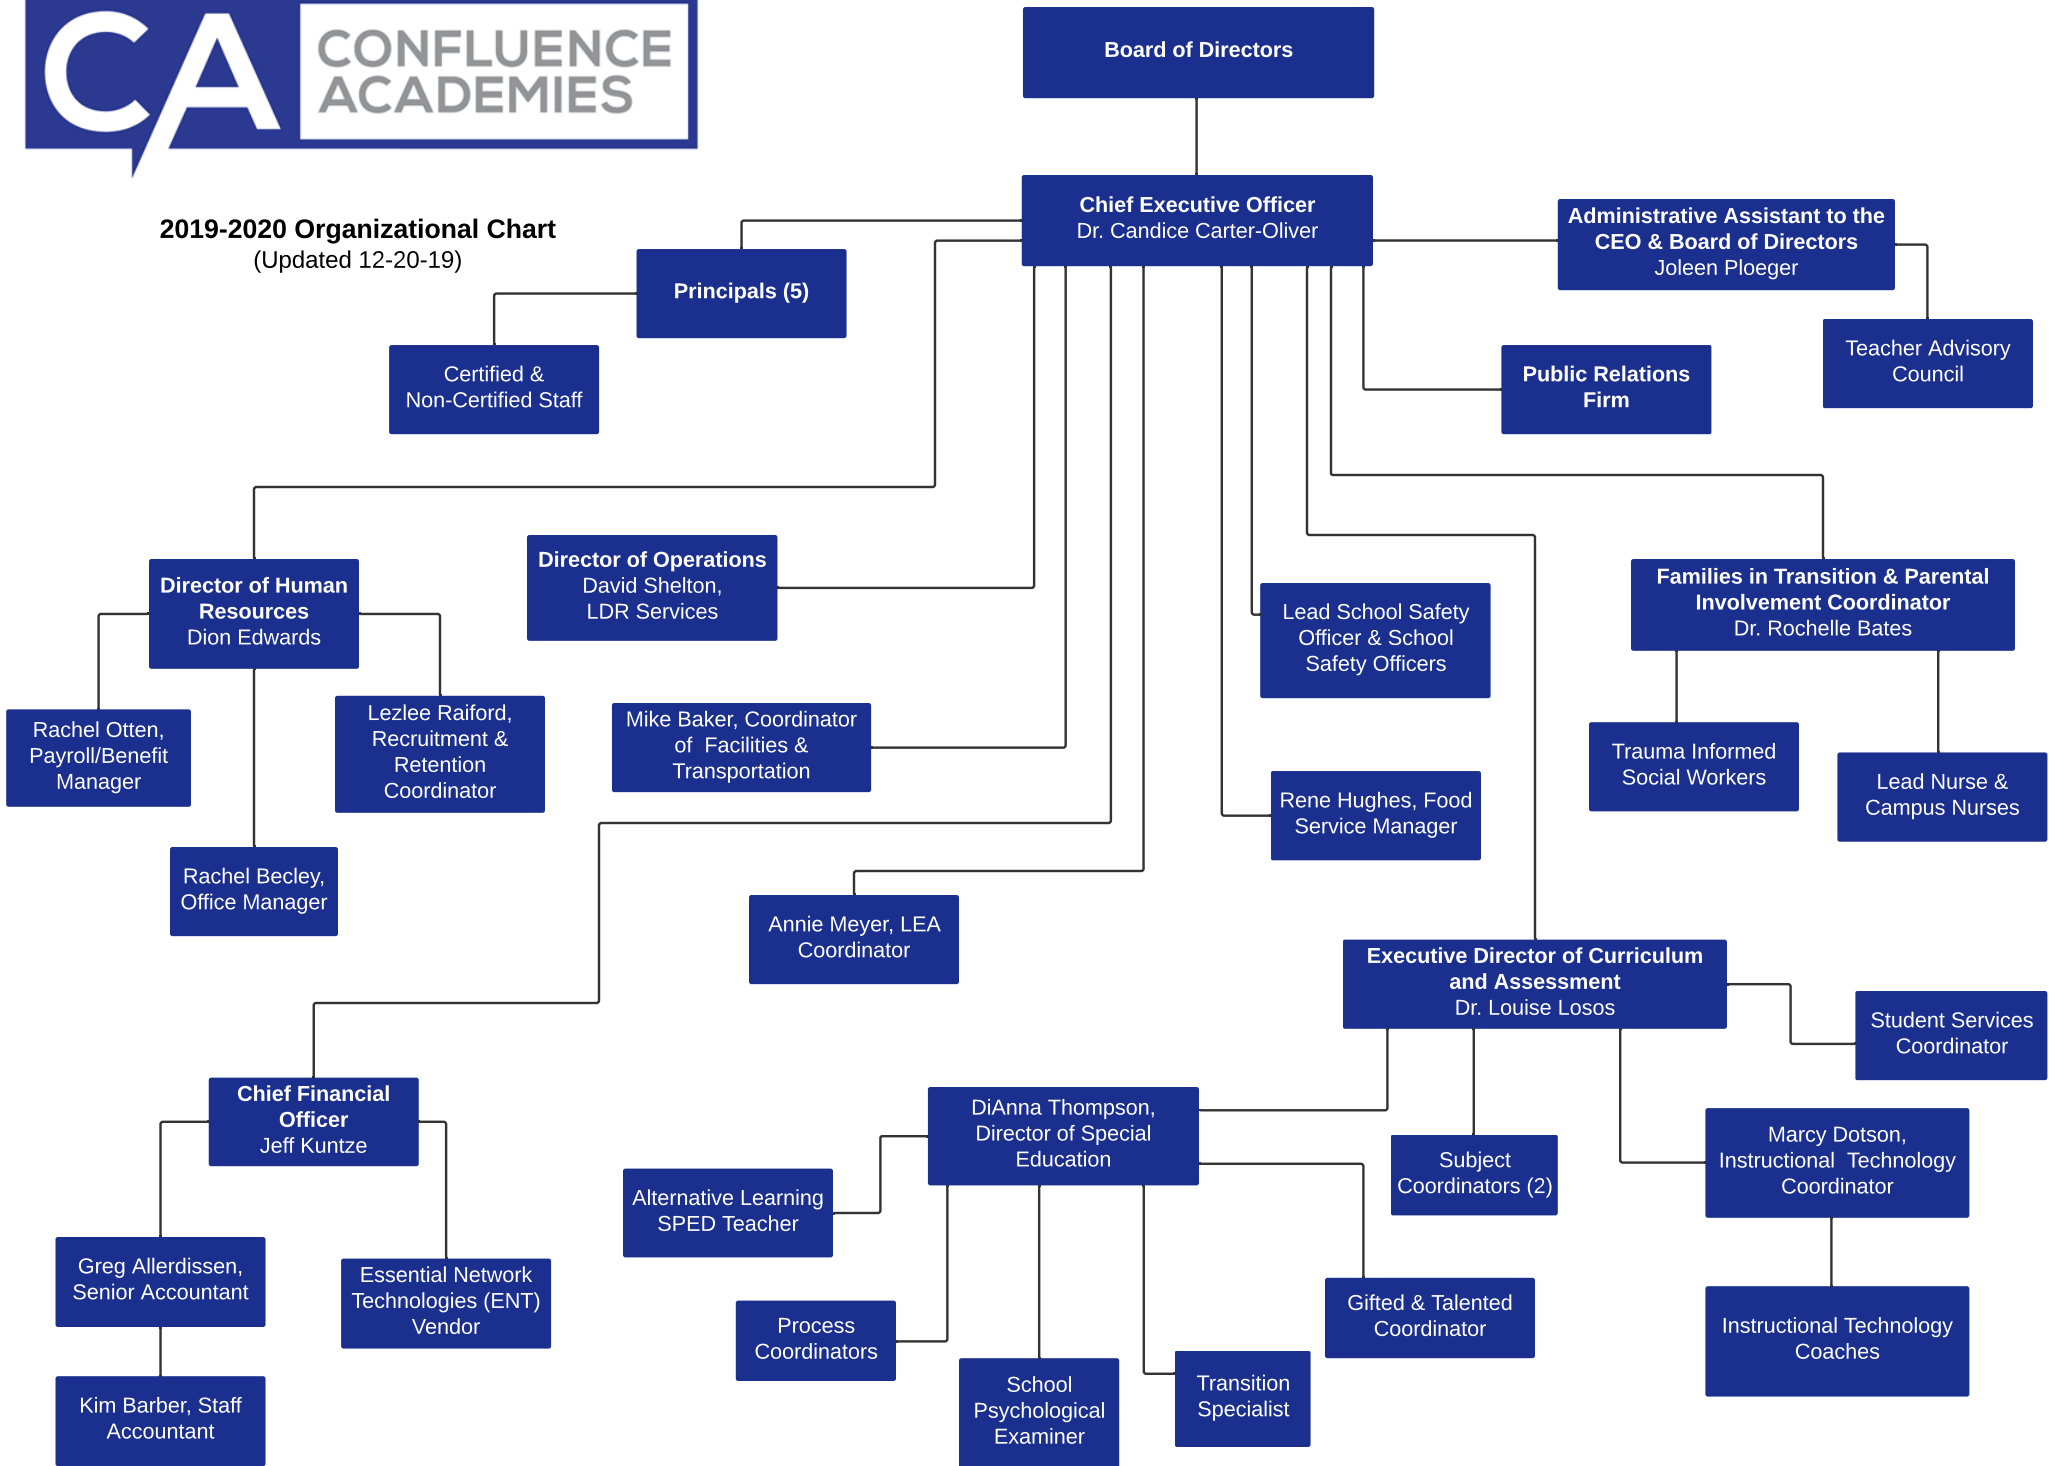 CA
CONFLUENCE
ACADEMIES
2019-2020 Organizational Chart
(Updated 12-20-19)
Board of Directors
Chief Executive Officer
Dr. Candice Carter-Oliver
Administrative Assistant to the
CEO & Board of Directors
Joleen Ploeger
Principals (5)
Certified &
Non-Certified Staff
Teacher Advisory
Council
Public Relations
Firm
Director of Human
Resources
Dion Edwards
Director of Operations
David Shelton,
LDR Services
Lead School Safety
Officer & School
Safety Officers
Families in Transition & Parental
Involvement Coordinator
Dr. Rochelle Bates
Rachel Otten,
Payroll/Benefit
Manager
Lezlee Raiford,
Recruitment &
Retention
Coordinator
Mike Baker, Coordinator
of  Facilities &
Transportation
Trauma Informed
Social Workers
Lead Nurse &
Campus Nurses
Rene Hughes, Food
Service Manager
Rachel Becley,
Office Manager
Annie Meyer, LEA
Coordinator
Executive Director of Curriculum
and Assessment
Dr. Louise Losos
Student Services
Coordinator
Chief Financial
Officer
Jeff Kuntze
DiAnna Thompson,
Director of Special
Education
Subject
Coordinators (2)
Marcy Dotson,
Instructional  Technology
Coordinator
Alternative Learning
SPED Teacher
Greg Allerdissen,
Senior Accountant
Essential Network
Technologies (ENT)
Vendor
Process
Coordinators
Gifted & Talented
Coordinator
Instructional Technology
Coaches
School
Psychological
Examiner
Transition
Specialist
Kim Barber, Staff
Accountant